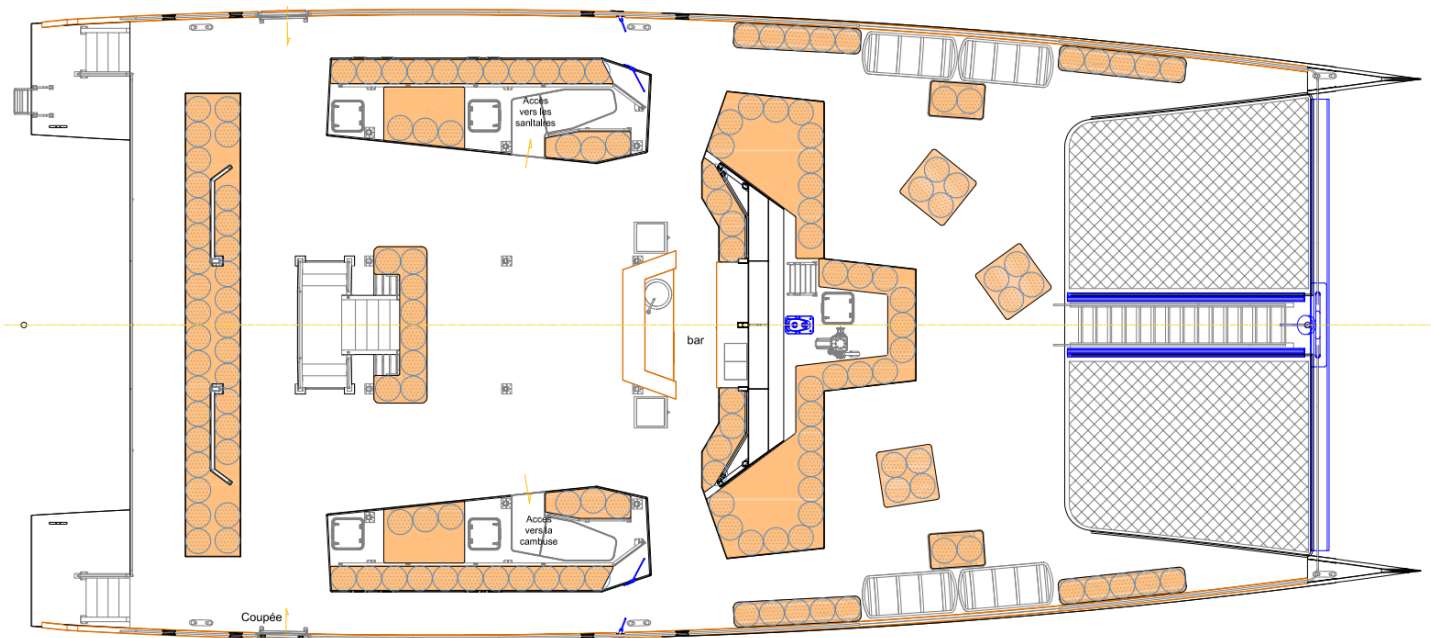 Accès
vers les
sanitaires
bar
Accès
vers la
cambuse
Coupée